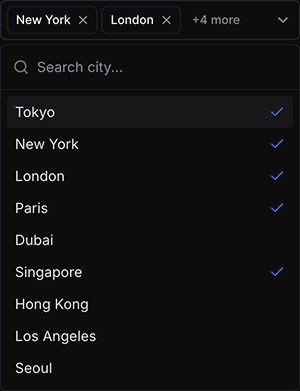 New York London +4 more
Search city...
Tokyo
New York
London
Paris
Dubai
Singapore
Hong Kong
Los Angeles
Seoul